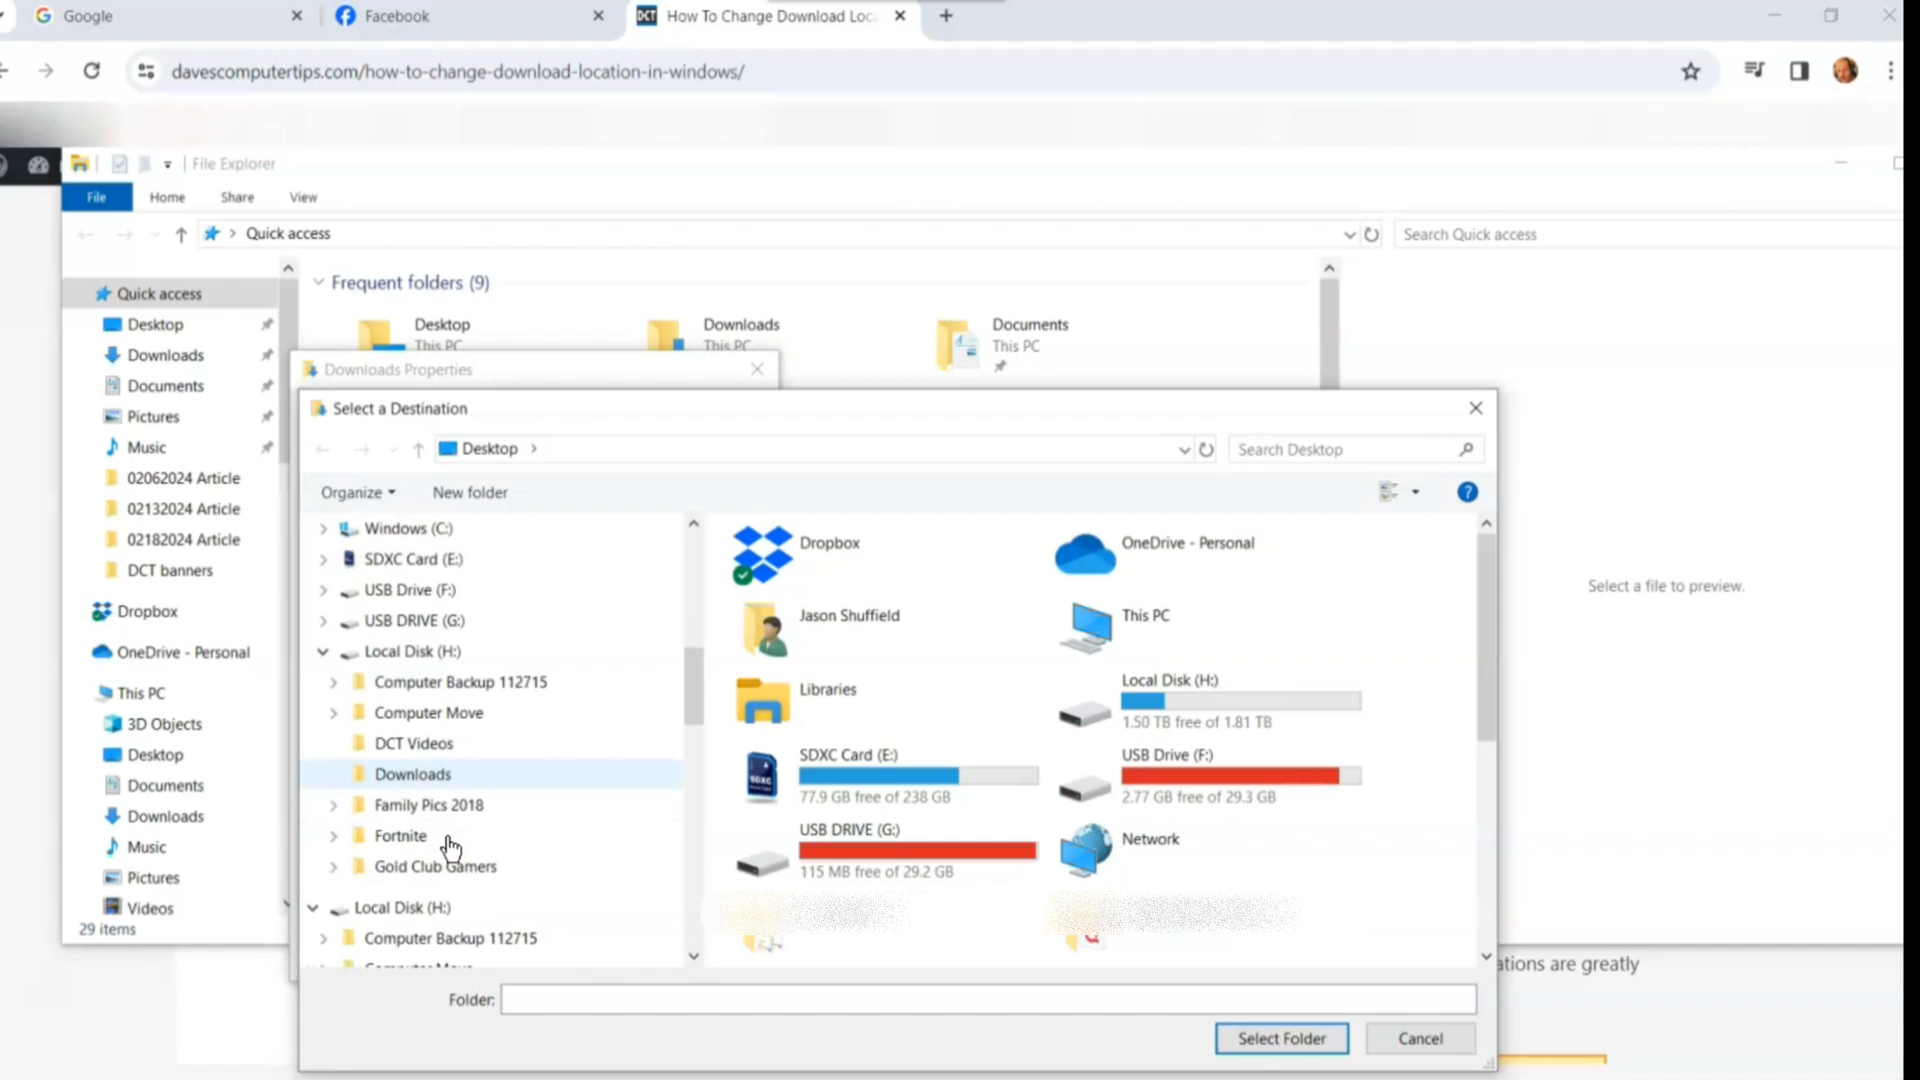 Google
Facebook
DCT How To Change Download Loc
davescomputertips.com/how-to-change-download-location-in-windows/
File Explorer
File
Home
Share
View
Quick access
Search Quick access
Quick access
Desktop
Downloads
Documents
Pictures
Music
02062024 Article
02132024 Article
02182024 Article
DCT banners
Dropbox
OneDrive - Personal
This PC
3D Objects
Desktop
Documents
Downloads
Music
Pictures
Videos
29 items
Frequent folders (9)
Desktop
This PC
Downloads
This PC
Documents
This PC
Select a file to preview.
Downloads Properties
Select a Destination
Desktop
Search Desktop
Organize
New folder
?
Windows (C:)
SDXC Card (E:)
USB Drive (F:)
USB DRIVE (G:)
Local Disk (H:)
Computer Backup 112715
Computer Move
DCT Videos
Downloads
Family Pics 2018
Fortnite
Gold Club Gamers
Local Disk (H:)
Computer Backup 112715
Computer Move
Dropbox
OneDrive - Personal
Jason Shuffield
This PC
Libraries
Local Disk (H:)
1.50 TB free of 1.81 TB
SDXC
SDXC Card (E:)
77.9 GB free of 238 GB
USB Drive (F:)
2.77 GB free of 29.3 GB
USB DRIVE (G:)
115 MB free of 29.2 GB
Network
Folder:
Select Folder
Cancel
ations are greatly